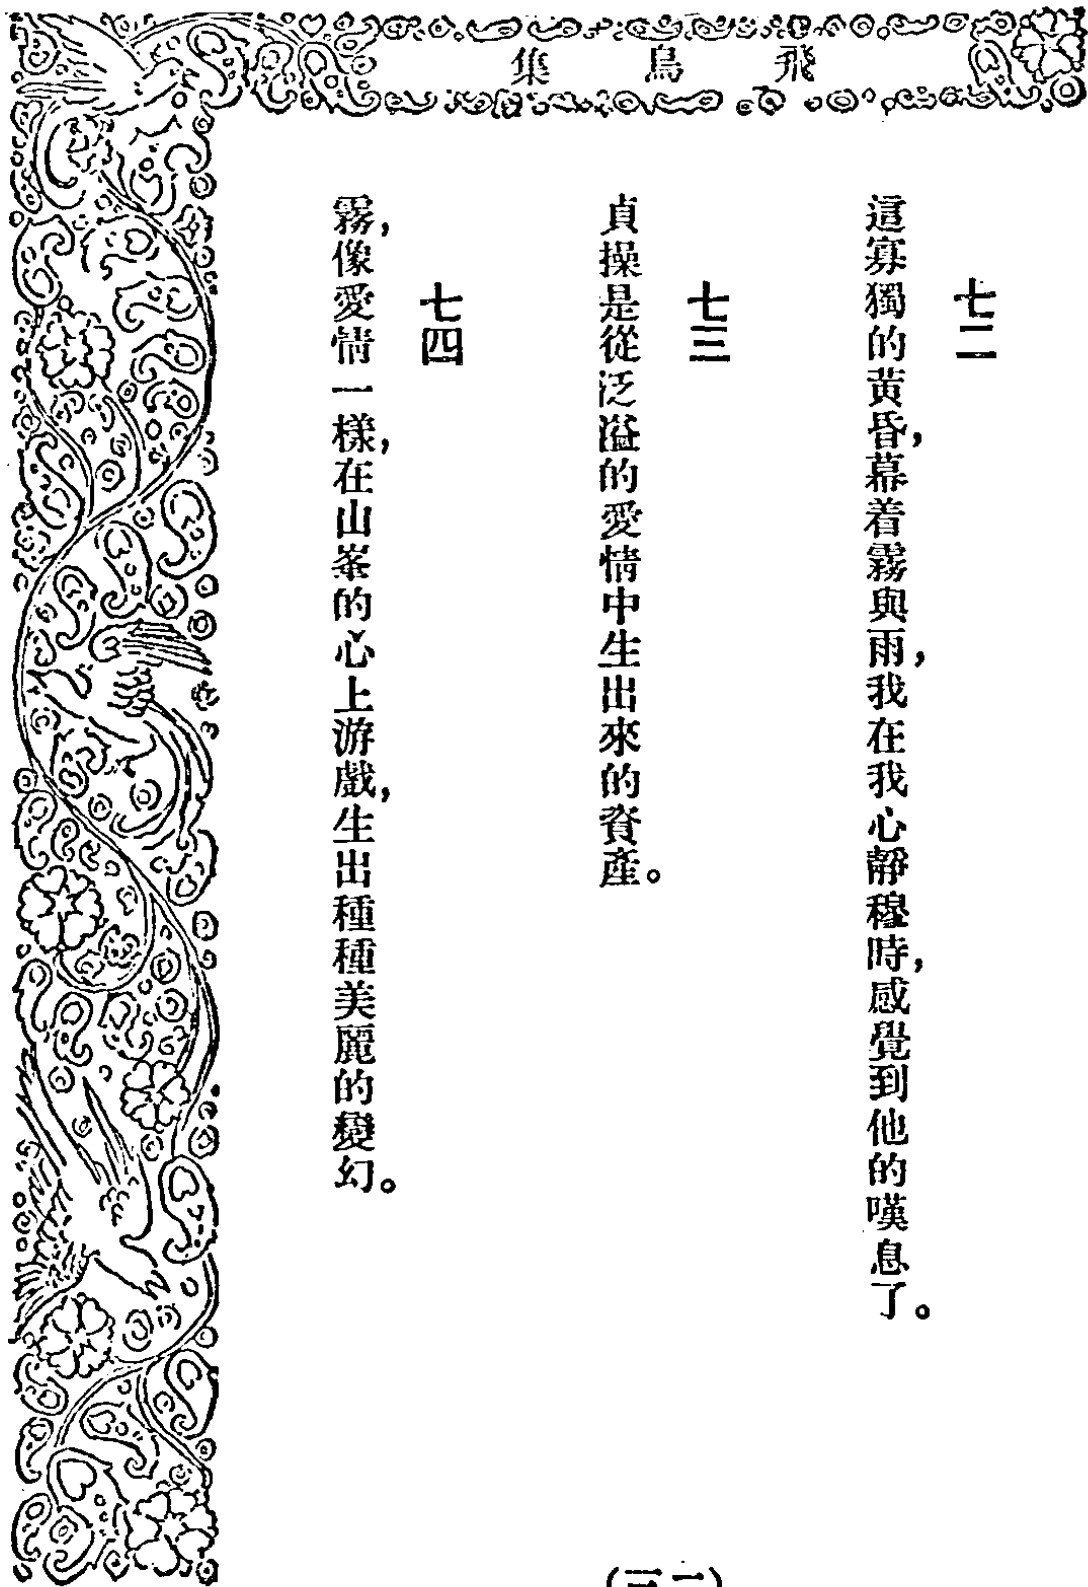 飛鳥集
七二
這寡獨的黃昏，幕着霧與雨，我在我心靜穆時，感覺到他的嘆息了。
七三
貞操是從泛溢的愛情中生出來的資產。
七四
霧，像愛情一樣，在山峯的心上游戲，生出種種美麗的變幻。
(二三)